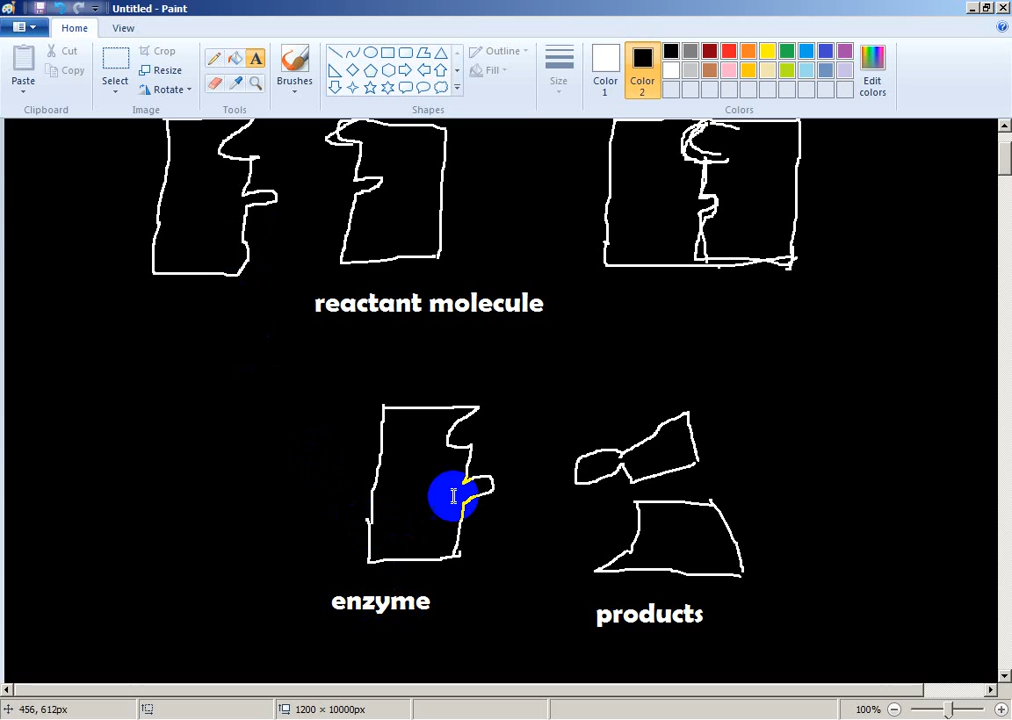 Untitled - Paint
Home
View
Paste
Cut
Copy
Clipboard
Select
Crop
Resize
Rotate
Image
A
Tools
Brushes
Outline
Fill
Shapes
Size
Color
1
Color
2
Edit
colors
Colors
reactant molecule
enzyme
products
456, 612px
1200 × 10000px
100%